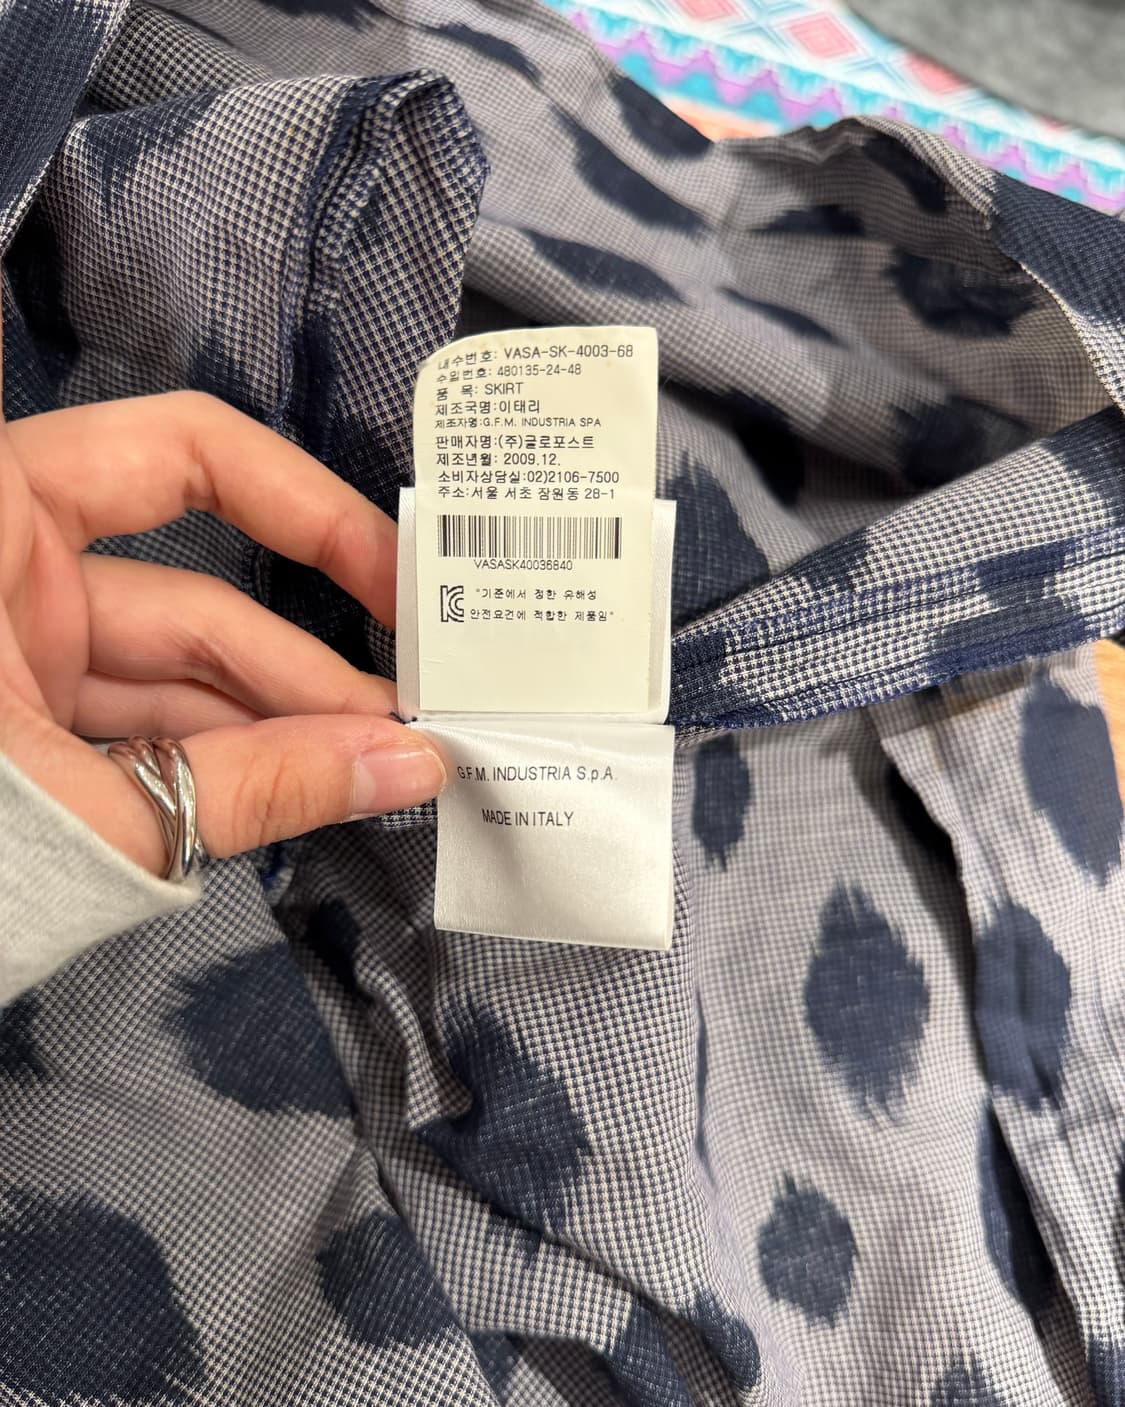 내수번호: VASA-SK-4003-68
수입번호: 480135-24-48
품 목: SKIRT
제조국명:이태리
제조자명:G.F.M. INDUSTRIA SPA
판매자명:(주)글로포스트
제조년월: 2009.12.
소비자상담실:02)2106-7500
주소:서울 서초 잠원동 28-1
VASASK40036840
KC "기준에서 정한 유해성
안전요건에 적합한 제품임"
G.F.M. INDUSTRIA S.p.A.
MADE IN ITALY